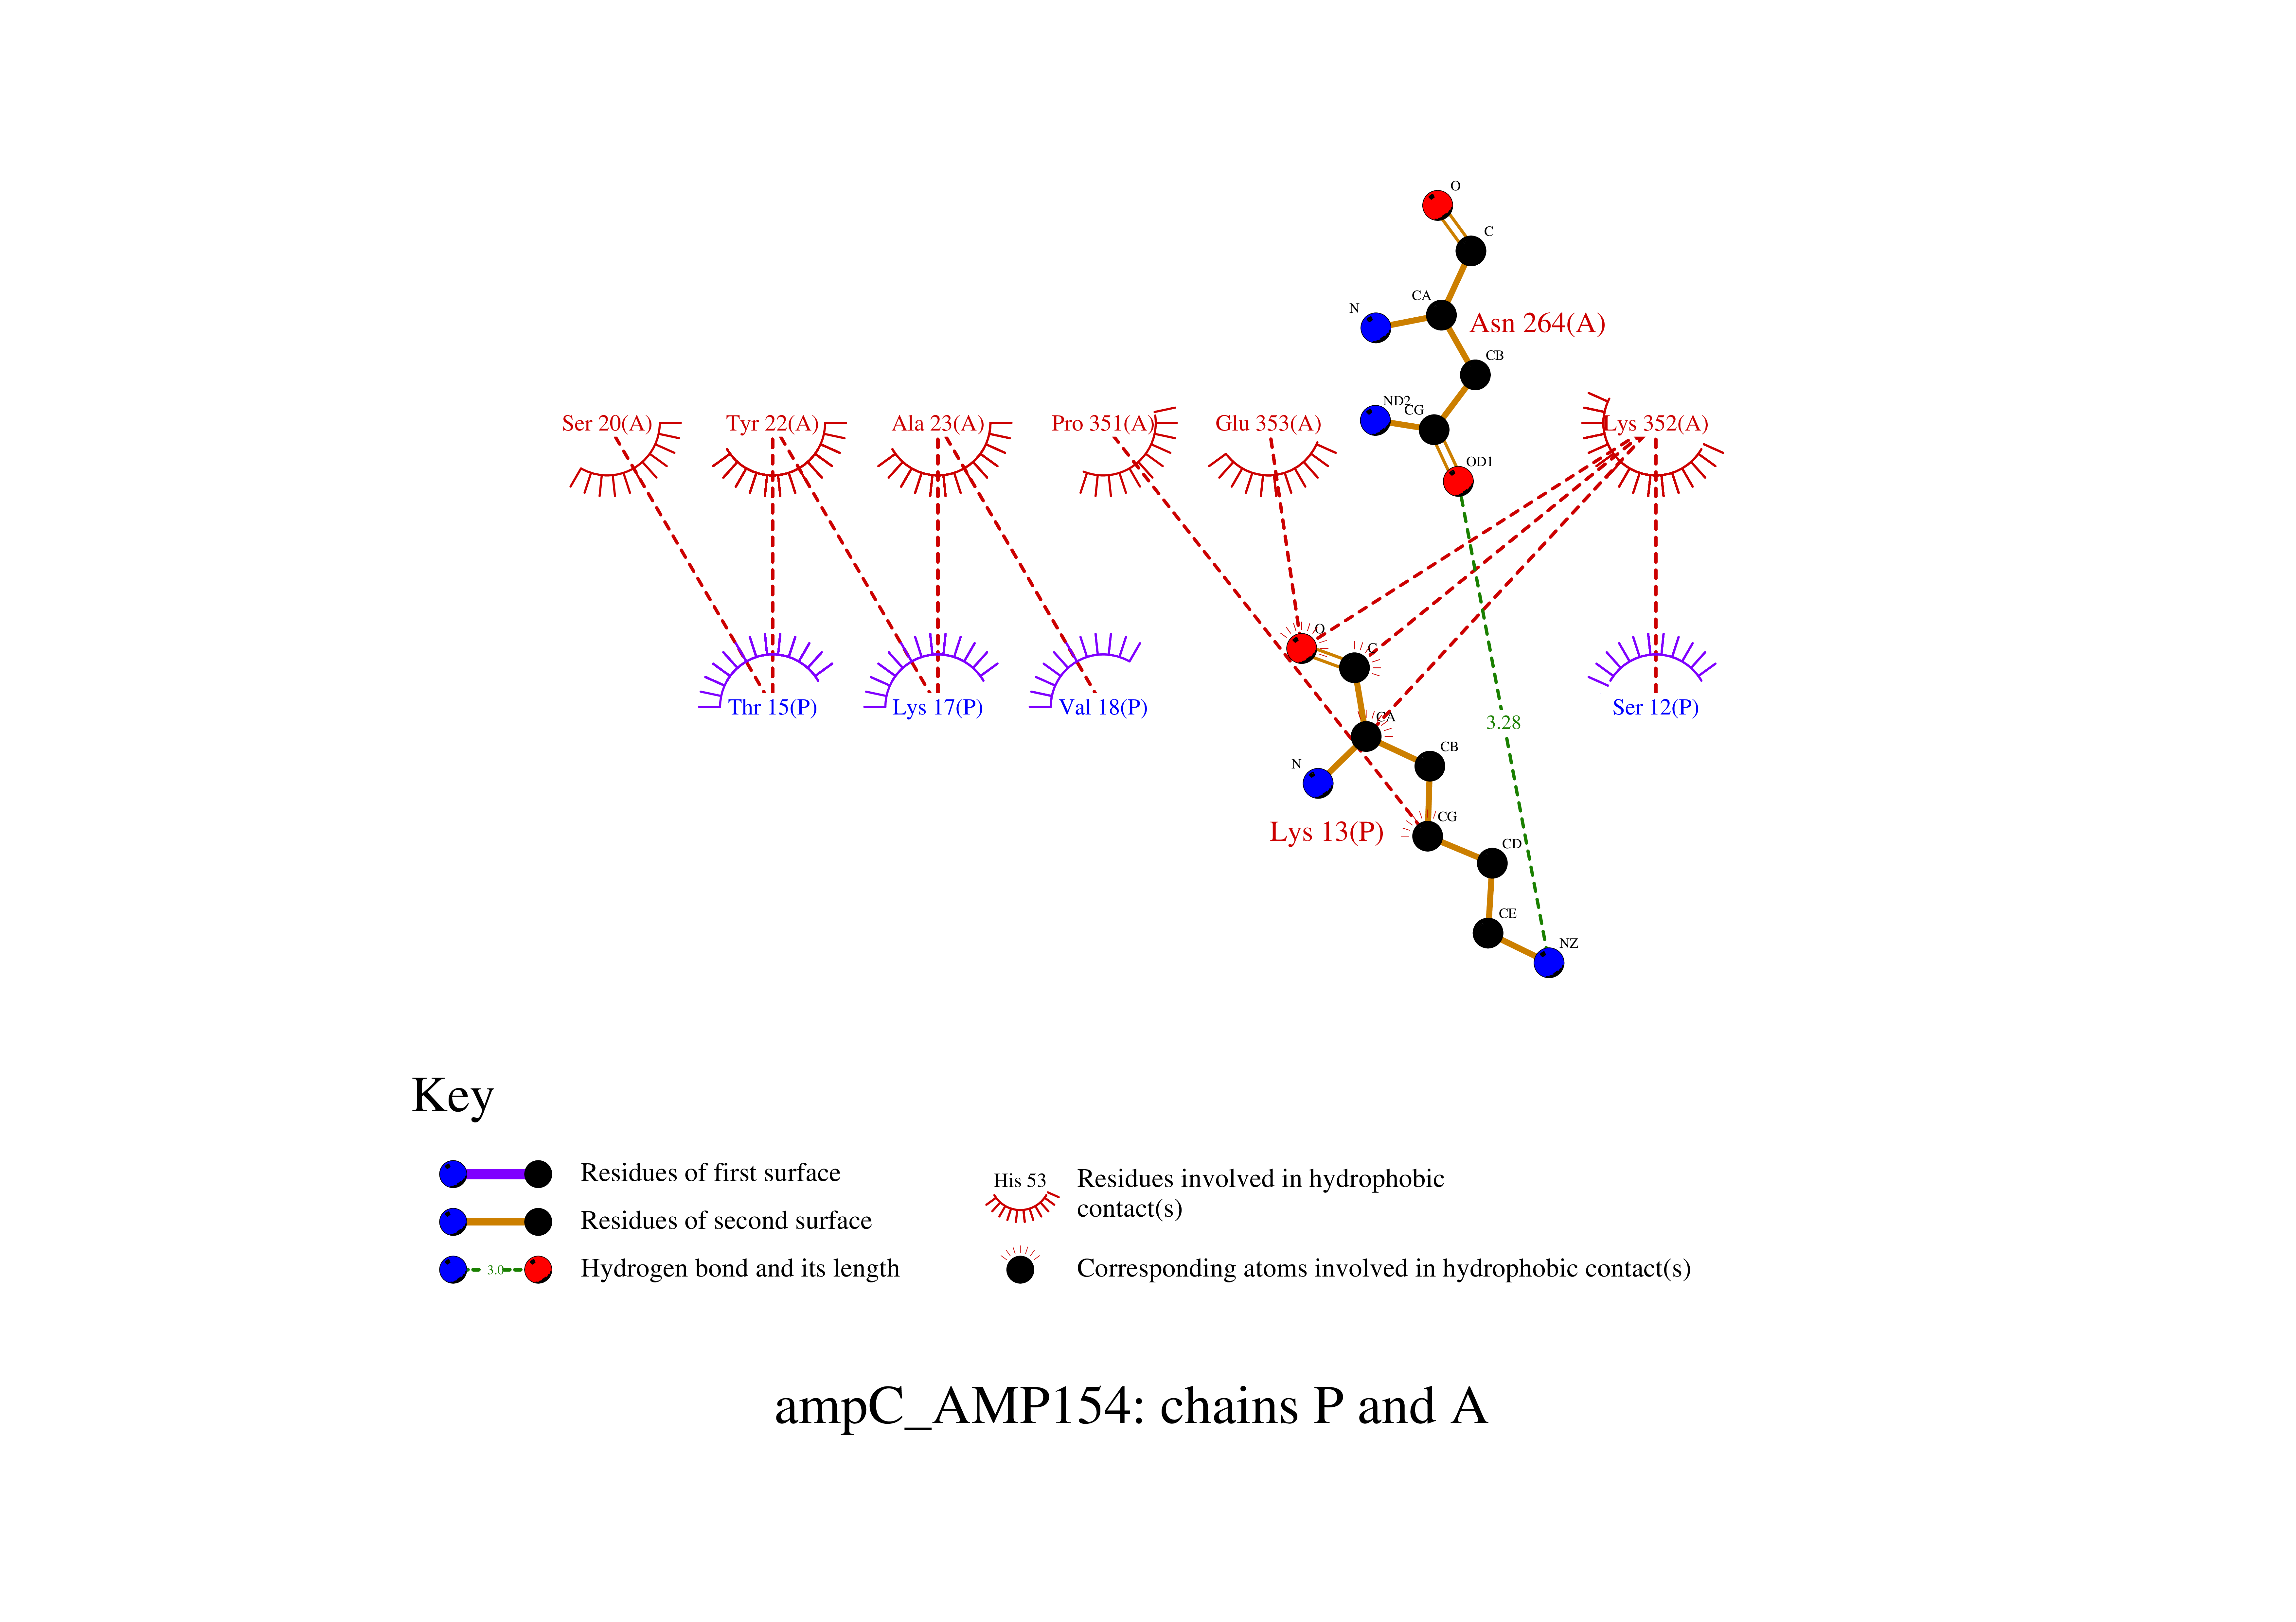 O
C
CA
N
Asn 264(A)
CB
ND2
CG
Ser 20(A) Tyr 22(A) Ala 23(A) Pro 351(A) Glu 353(A) Lys 352(A)
OD1
O
C
Thr 15(P) Lys 17(P) Val 18(P) Ser 12(P)
CA
3.28
CB
N
CG
Lys 13(P)
CD
CE
NZ
Key
Residues of first surface
Residues of second surface
3.0 Hydrogen bond and its length
His 53 Residues involved in hydrophobic
contact(s)
Corresponding atoms involved in hydrophobic contact(s)
ampC_AMP154: chains P and A